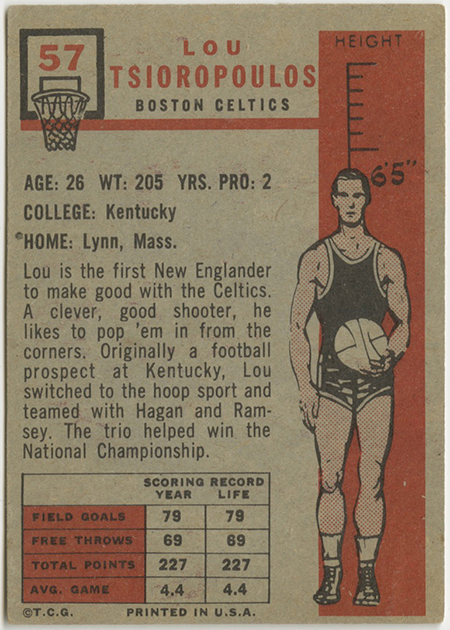 57
LOU
TSIOROPOULOS
BOSTON CELTICS
HEIGHT
6'5"
AGE: 26 WT: 205 YRS. PRO: 2
COLLEGE: Kentucky
HOME: Lynn, Mass.
Lou is the first New Englander
to make good with the Celtics.
A clever, good shooter, he
likes to pop 'em in from the
corners. Originally a football
prospect at Kentucky, Lou
switched to the hoop sport and
teamed with Hagan and Ram-
sey. The trio helped win the
National Championship.
SCORING RECORD
YEAR LIFE
FIELD GOALS 79 79
FREE THROWS 69 69
TOTAL POINTS 227 227
AVG. GAME 4.4 4.4
©T.C.G. PRINTED IN U.S.A.